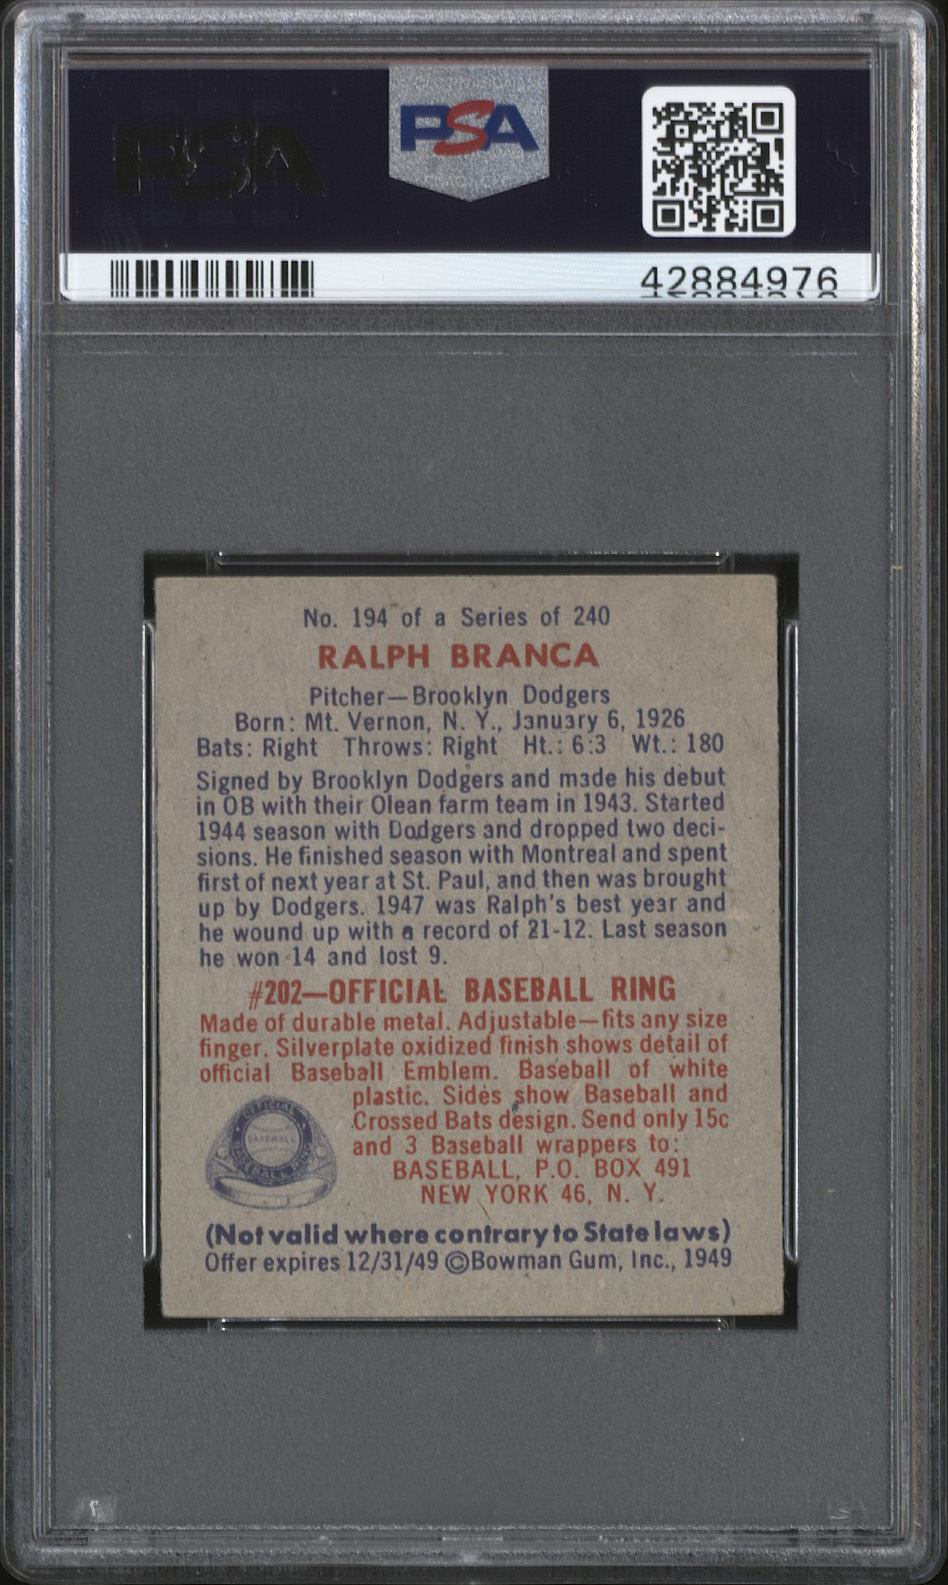 PSA
PSA
42884976
No. 194 of a Series of 240
RALPH BRANCA
Pitcher—Brooklyn Dodgers
Born: Mt. Vernon, N. Y., January 6, 1926
Bats: Right Throws: Right Ht.: 6:3 Wt.: 180
Signed by Brooklyn Dodgers and made his debut
in OB with their Olean farm team in 1943. Started
1944 season with Dodgers and dropped two deci-
sions. He finished season with Montreal and spent
first of next year at St. Paul, and then was brought
up by Dodgers. 1947 was Ralph's best year and
he wound up with a record of 21-12. Last season
he won 14 and lost 9.
#202—OFFICIAL BASEBALL RING
Made of durable metal. Adjustable—fits any size
finger. Silverplate oxidized finish shows detail of
official Baseball Emblem. Baseball of white
plastic. Sides show Baseball and
Crossed Bats design. Send only 15c
and 3 Baseball wrappers to:
BASEBALL, P.O. BOX 491
NEW YORK 46, N. Y.
OFFICIAL
BASEBALL
BASEBALL RING
(Not valid where contrary to State laws)
Offer expires 12/31/49 ©Bowman Gum, Inc., 1949